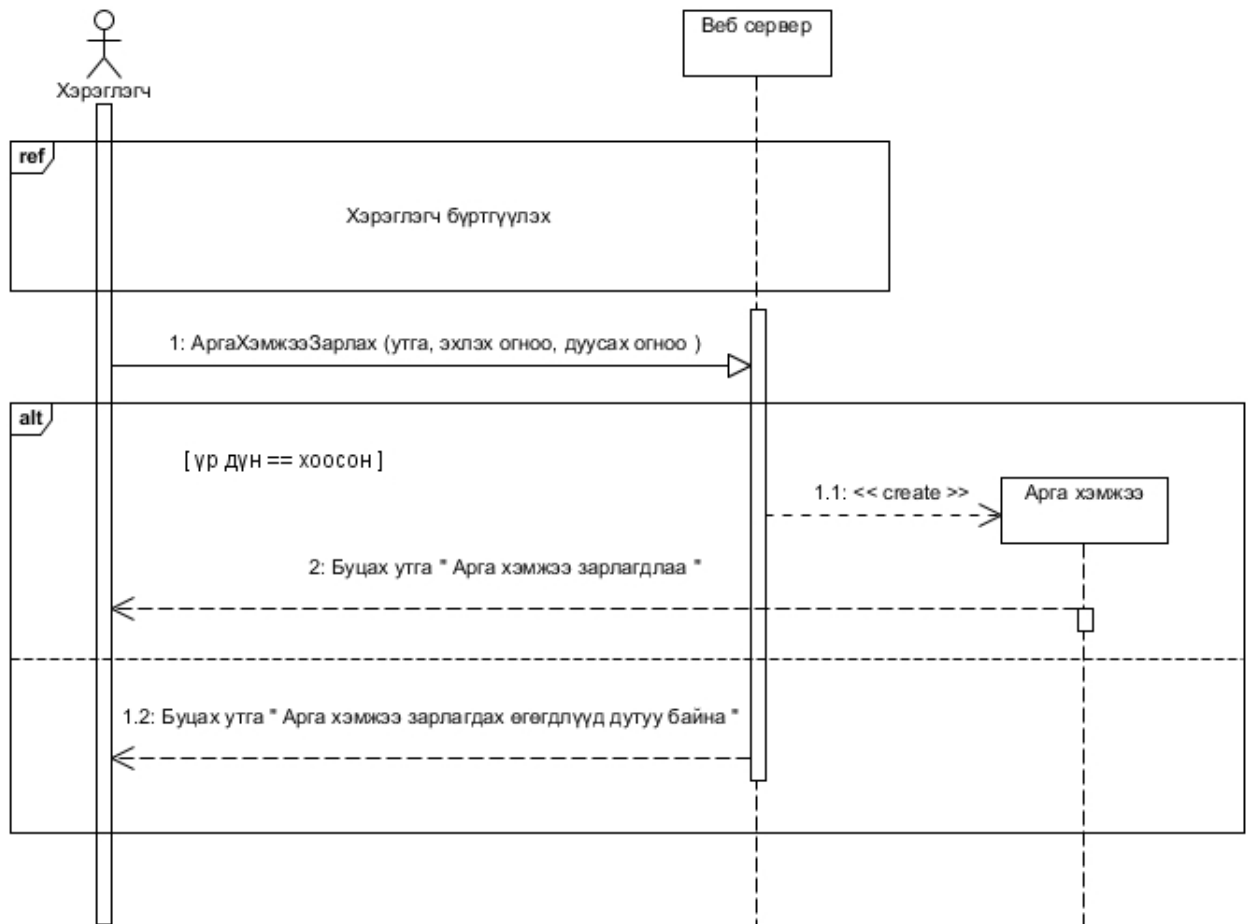 Веб сервер
Хэрэглэгч
ref
Хэрэглэгч бүртгүүлэх
1: АргаХэмжээЗарлах (утга, эхлэх огноо, дуусах огноо )
alt
[ үр дүн == хоосон ]
1.1: << create >>
Арга хэмжээ
2: Буцах утга " Арга хэмжээ зарлагдлаа "
1.2: Буцах утга " Арга хэмжээ зарлагдах өгөгдлүүд дутуу байна "